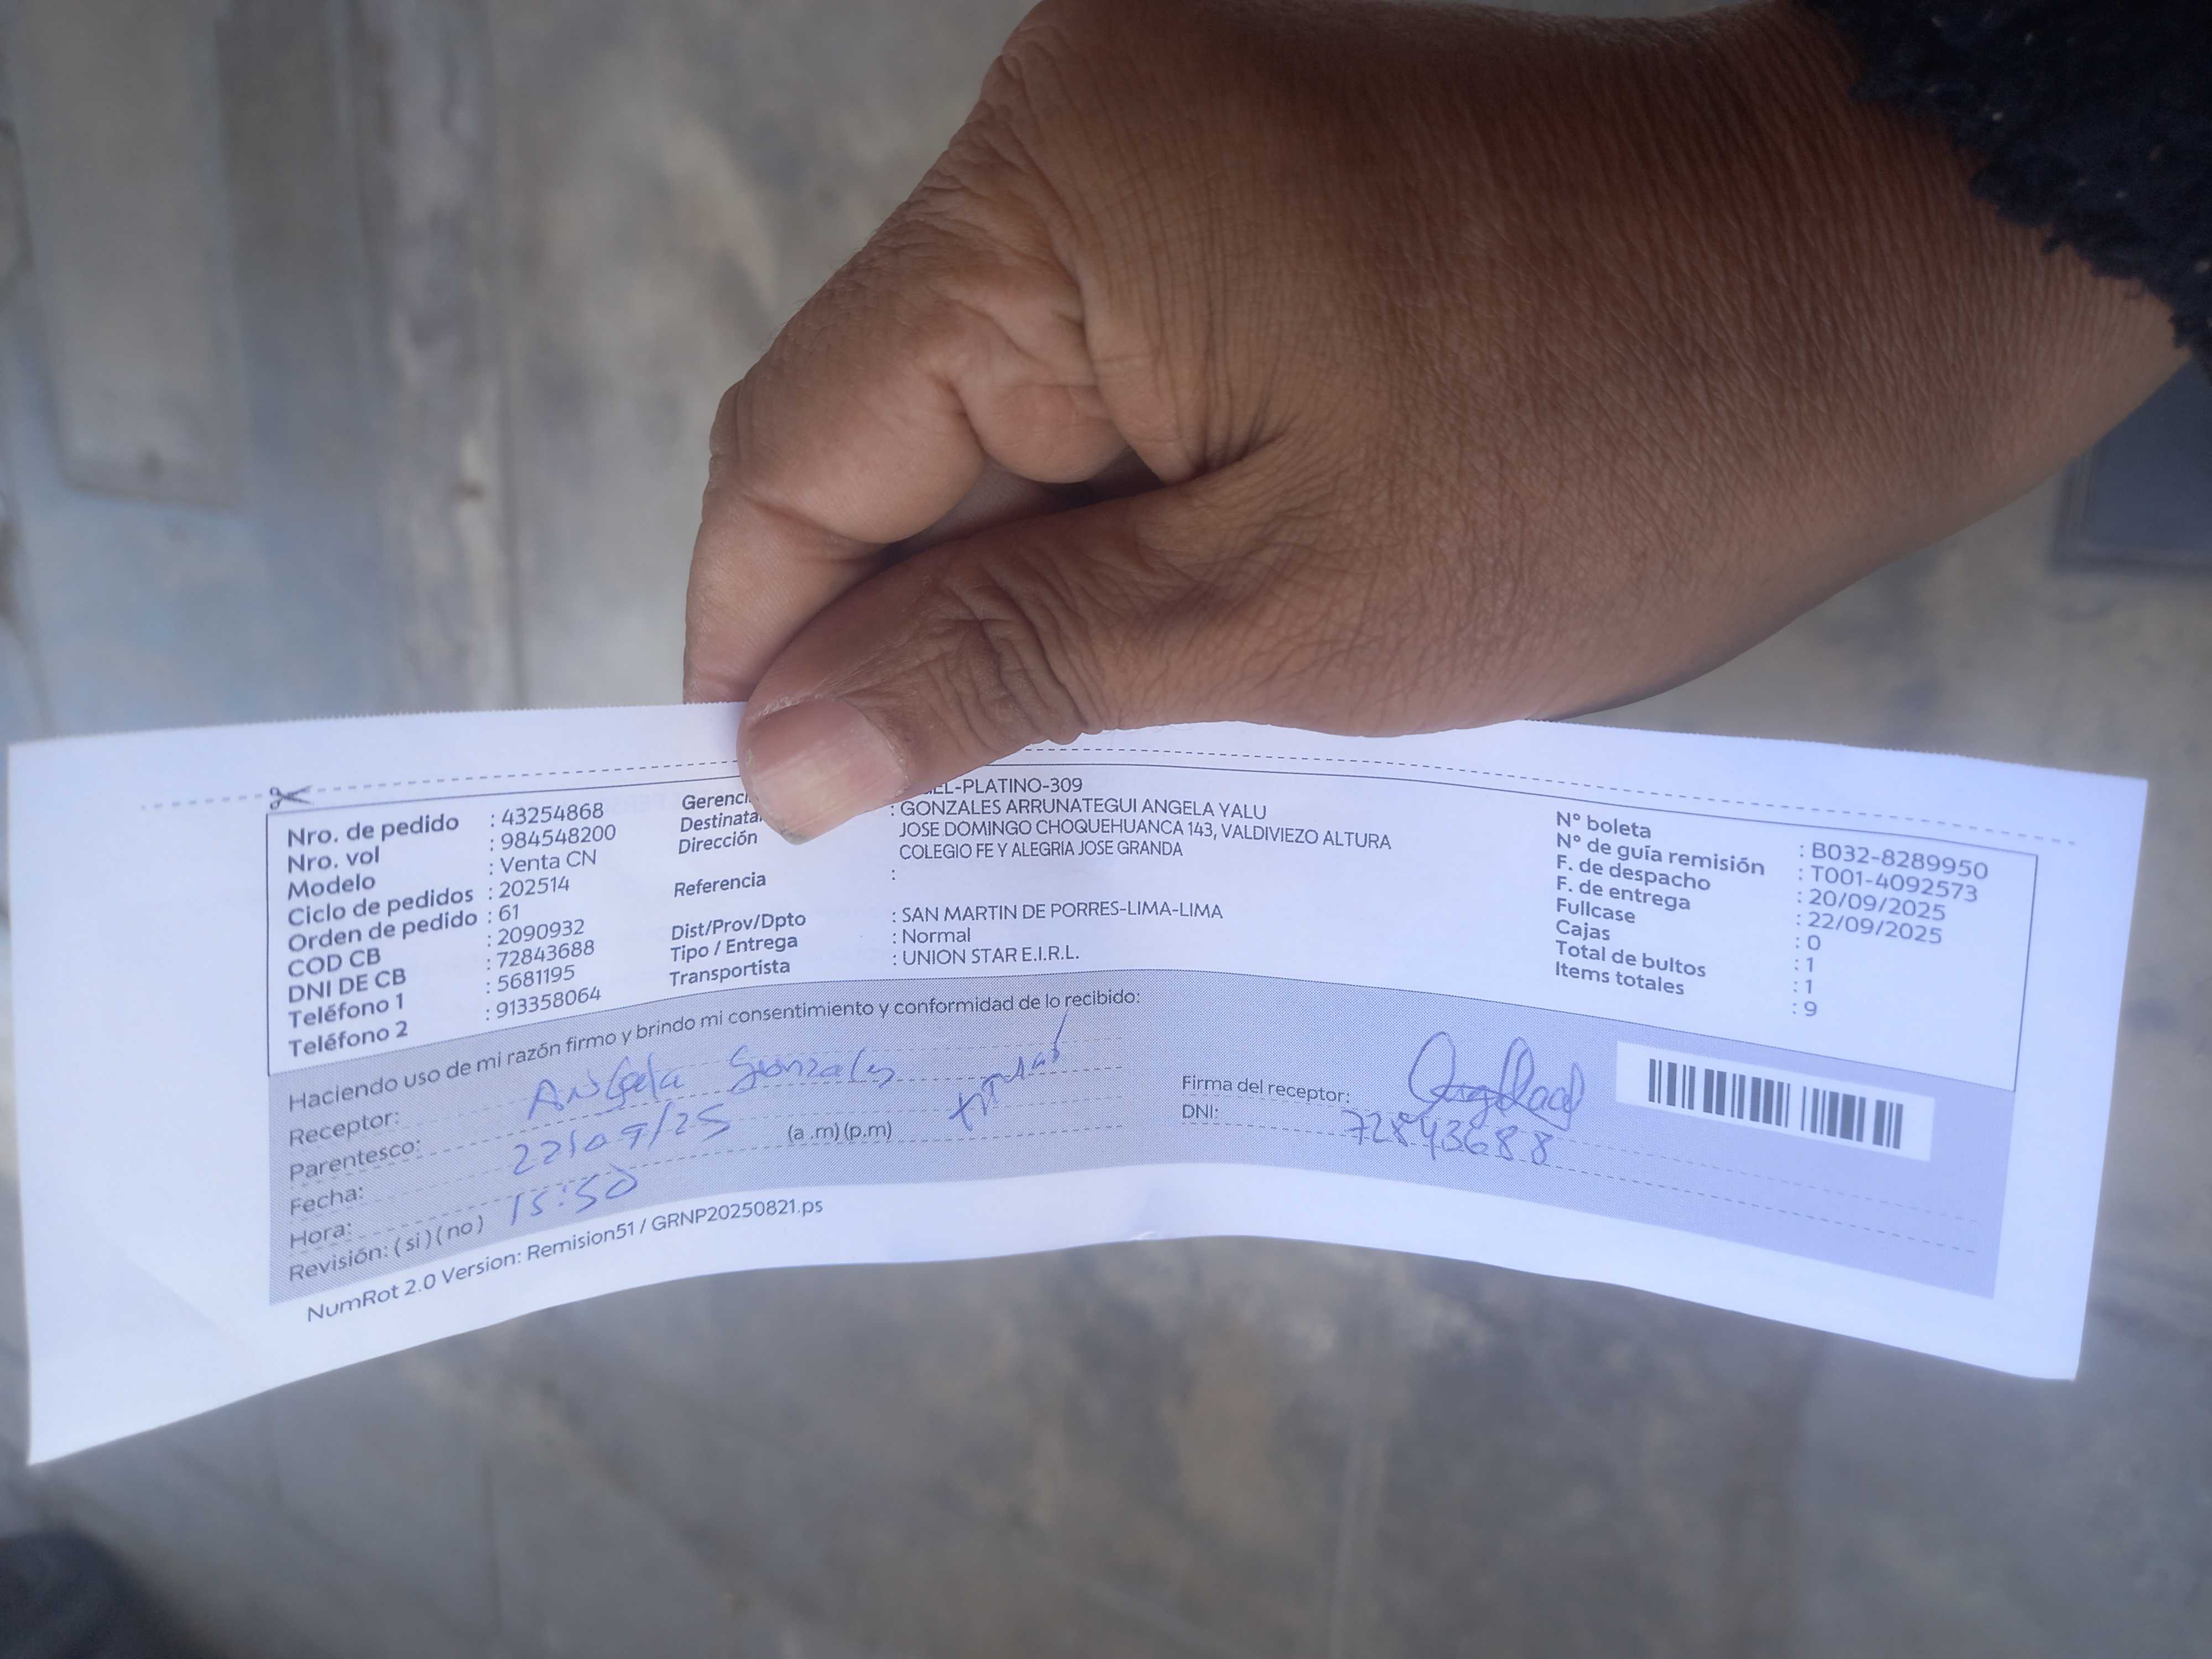 Nro. de pedido : 43254868
Nro. vol : 984548200
Modelo : Venta CN
Ciclo de pedidos : 202514
Orden de pedido : 61
COD CB : 2090932
DNI DE CB : 72843688
Teléfono 1 : 5681195
Teléfono 2 : 913358064
EL-PLATINO-309
: GONZALES ARRUNATEGUI ANGELA YALU
Dirección JOSE DOMINGO CHOQUEHUANCA 143, VALDIVIEZO ALTURA
COLEGIO FE Y ALEGRIA JOSE GRANDA
Referencia :
Dist/Prov/Dpto : SAN MARTIN DE PORRES-LIMA-LIMA
Tipo / Entrega : Normal
Transportista : UNION STAR E.I.R.L.
N° boleta : B032-8289950
N° de guía remisión : T001-4092573
F. de despacho : 20/09/2025
F. de entrega : 22/09/2025
Fullcase : 0
Cajas : 1
Total de bultos : 1
Items totales : 9
Haciendo uso de mi razón firmo y brindo mi consentimiento y conformidad de lo recibido:
Receptor: Angela Gonzales
Parentesco:
Fecha: 22/09/25
Hora: 15:50 (a .m) (p.m)
Revisión: ( si ) ( no )
Firma del receptor:
DNI: 72843688
NumRot 2.0 Version: Remision51 / GRNP20250821.ps